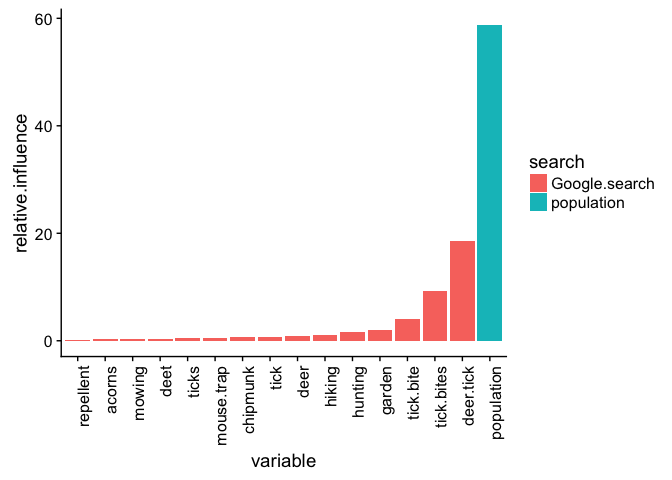 60
40
20
0
relative.influence
repellent
acorns
mowing
deet
ticks
mouse.trap
chipmunk
tick
deer
hiking
hunting
garden
tick.bite
tick.bites
deer.tick
population
variable
search
Google.search
population